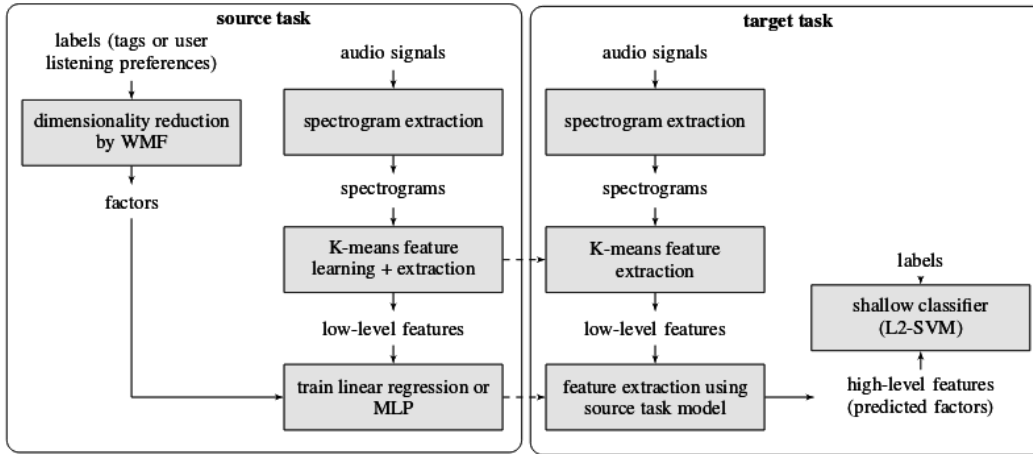 source task
labels (tags or user
listening preferences)
dimensionality reduction
by WMF
factors
audio signals
spectrogram extraction
spectrograms
K-means feature
learning + extraction
low-level features
train linear regression or
MLP
target task
audio signals
spectrogram extraction
spectrograms
K-means feature
extraction
low-level features
feature extraction using
source task model
labels
shallow classifier
(L2-SVM)
high-level features
(predicted factors)